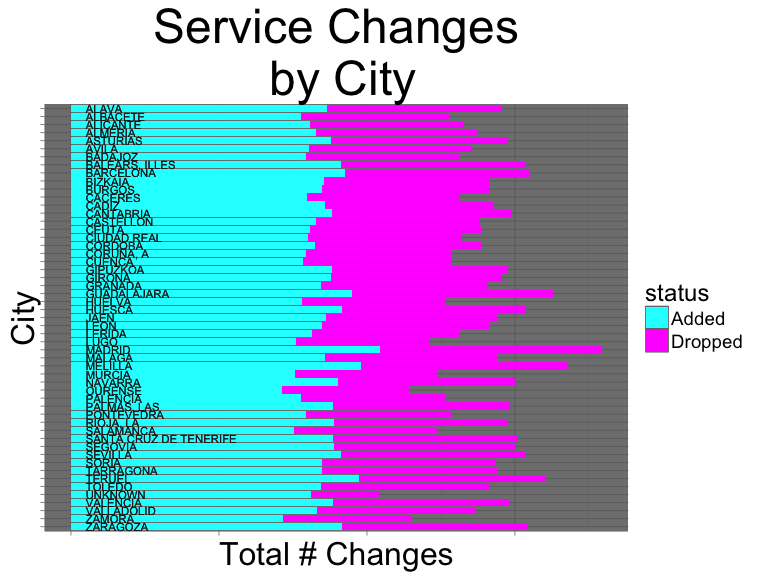 Service Changes
by City
ALAVA
ALBACETE
ALICANTE
ALMERIA
ASTURIAS
AVILA
BADAJOZ
BALEARS, ILLES
BARCELONA
BIZKAIA
BURGOS
CACERES
CADIZ
CANTABRIA
CASTELLON
CEUTA
CIUDAD REAL
CORDOBA
CORUÑA, A
CUENCA
GIPUZKOA
GIRONA
GRANADA
GUADALAJARA
HUELVA
HUESCA
JAEN
LEON
LERIDA
LUGO
MADRID
MALAGA
MELILLA
MURCIA
NAVARRA
OURENSE
PALENCIA
PALMAS, LAS
PONTEVEDRA
RIOJA, LA
SALAMANCA
SANTA CRUZ DE TENERIFE
SEGOVIA
SEVILLA
SORIA
TARRAGONA
TERUEL
TOLEDO
UNKNOWN
VALENCIA
VALLADOLID
ZAMORA
ZARAGOZA
City
Total # Changes
status
Added
Dropped